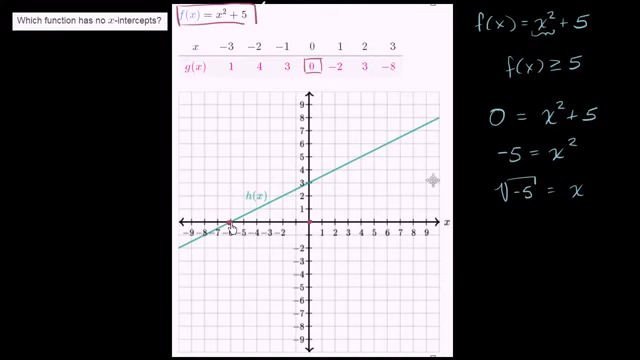 Which function has no x-intercepts?
f(x) = x² + 5
x -3 -2 -1 0 1 2 3
g(x) 1 4 3 0 -2 3 -8
h(x)
x
9
8
7
6
5
4
3
2
1
-9 -8 -7 -6 -5 -4 -3 -2 1 2 3 4 5 6 7 8 9
-2
-3
-4
-5
-6
-7
-8
-9
f(x) = x² + 5
f(x) ≥ 5
0 = x² + 5
-5 = x²
√-5 = x